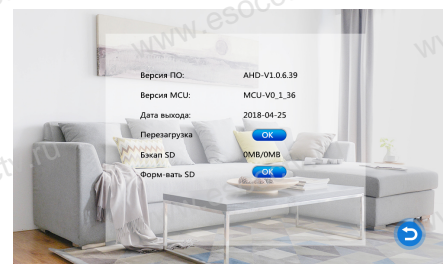 Версия ПО: AHD-V1.0.6.39
Версия MCU: MCU-V0_1_36
Дата выхода: 2018-04-25
Перезагрузка OK
Бэкап SD 0MB/0MB
Форм-вать SD OK